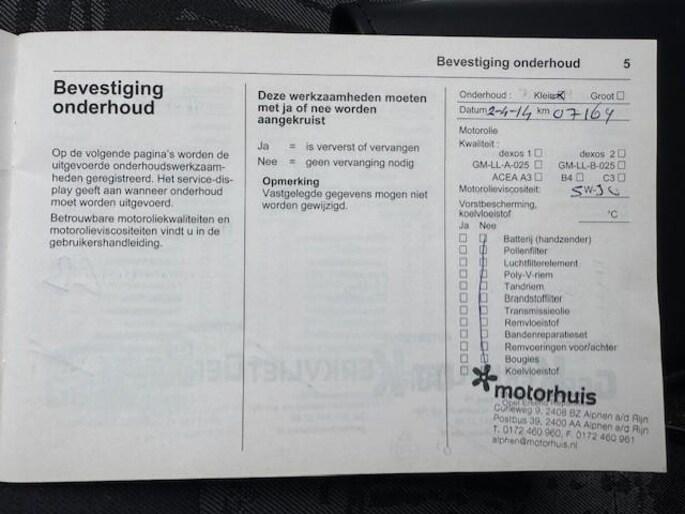 Bevestiging onderhoud 5
Bevestiging
onderhoud
Op de volgende pagina's worden de
uitgevoerde onderhoudswerkzaam-
heden geregistreerd. Het service-dis-
play geeft aan wanneer onderhoud
moet worden uitgevoerd.
Betrouwbare motoroliekwaliteiten en
motorolieviscositeiten vindt u in de
gebruikershandleiding.
Deze werkzaamheden moeten
met ja of nee worden
aangekruist
Ja = is ververst of vervangen
Nee = geen vervanging nodig
Opmerking
Vastgelegde gegevens mogen niet
worden gewijzigd.
Onderhoud : Klein Groot
Datum 2-4-14 km 07164
Motorolie
Kwaliteit :
dexos 1 dexos 2
GM-LL-A-025 GM-LL-B-025
ACEA A3 B4 C3
Motorolieviscositeit: 5W-30
Vorstbescherming,
koelvloeistof °C
Ja Nee
Batterij (handzender)
Pollenfilter
Luchtfilterelement
Poly-V-riem
Tandriem
Brandstoffilter
Transmissieolie
Remvloeistof
Bandenreparatieset
Remvoeringen voor/achter
Bougies
Koelvloeistof
motorhuis
Curieweg 9, 2408 BZ Alphen a/d Rijn
Postbus 39, 2400 AA Alphen a/d Rijn
T. 0172 460 960, F. 0172 460 961
alphen@motorhuis.nl